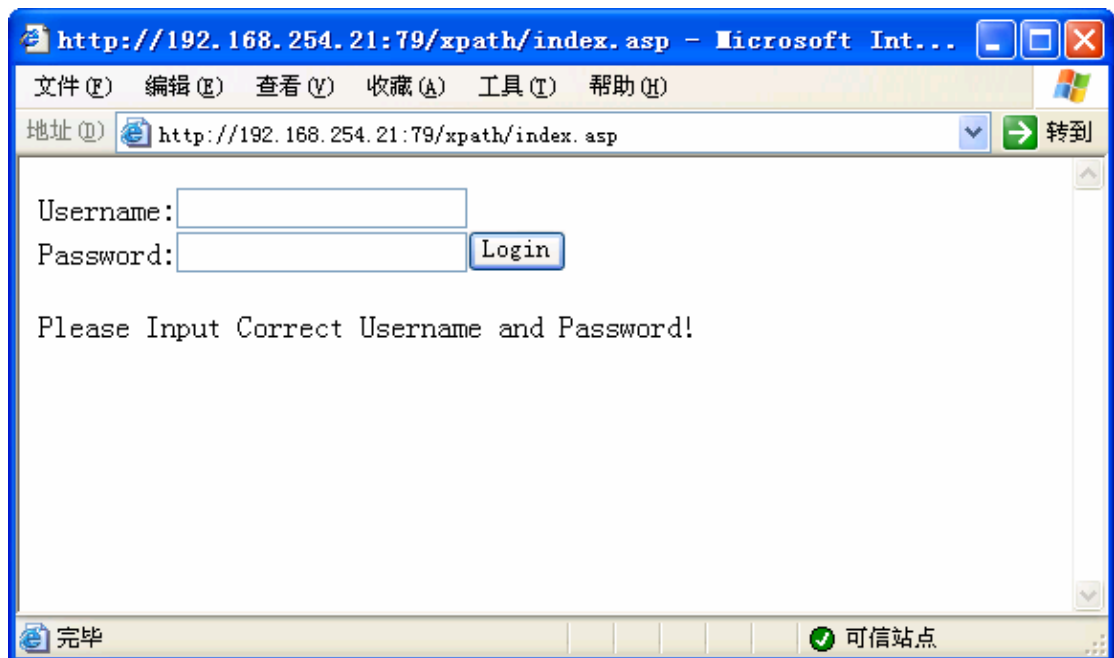 http://192.168.254.21:79/xpath/index.asp - Microsoft Int...
文件(F) 编辑(E) 查看(V) 收藏(A) 工具(T) 帮助(H)
地址(D) http://192.168.254.21:79/xpath/index.asp 转到
Username:
Password: Login
Please Input Correct Username and Password!
完毕 可信站点